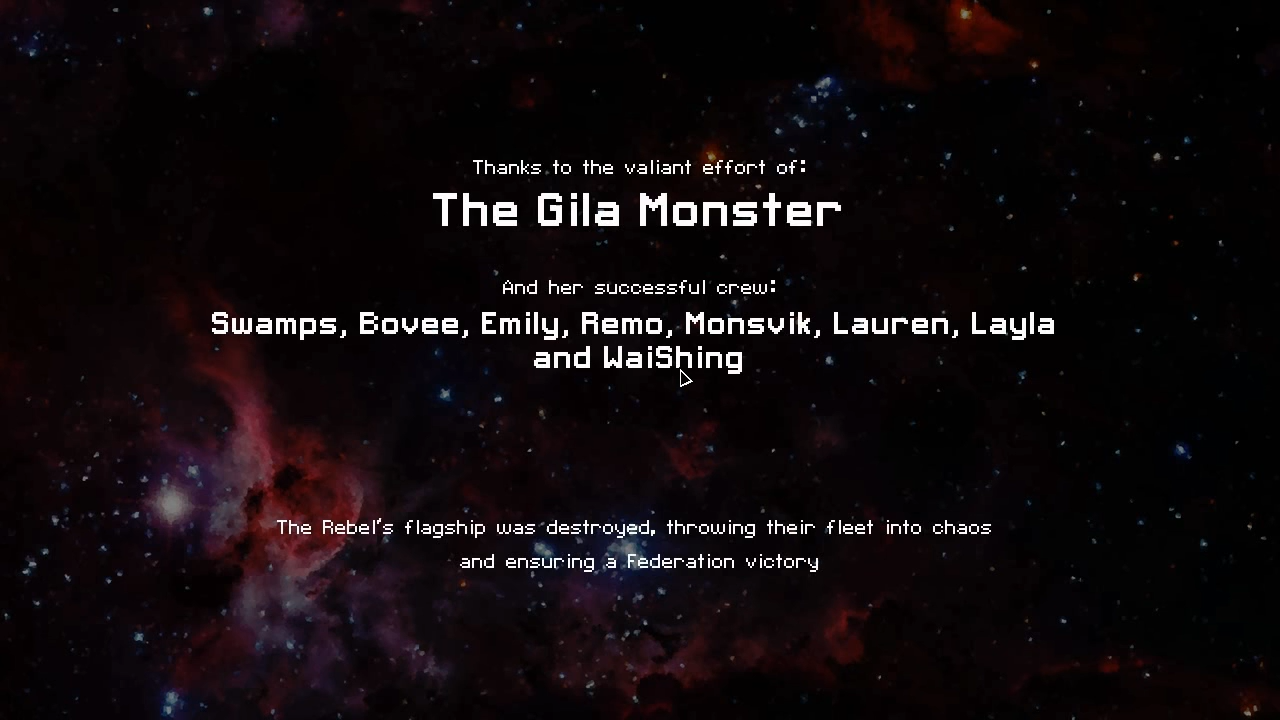 Thanks to the valiant effort of:
The Gila Monster
And her successful crew:
Swamps, Bovee, Emily, Remo, Monsvik, Lauren, Layla
and WaiShing
The Rebel's flagship was destroyed, throwing their fleet into chaos
and ensuring a Federation victory